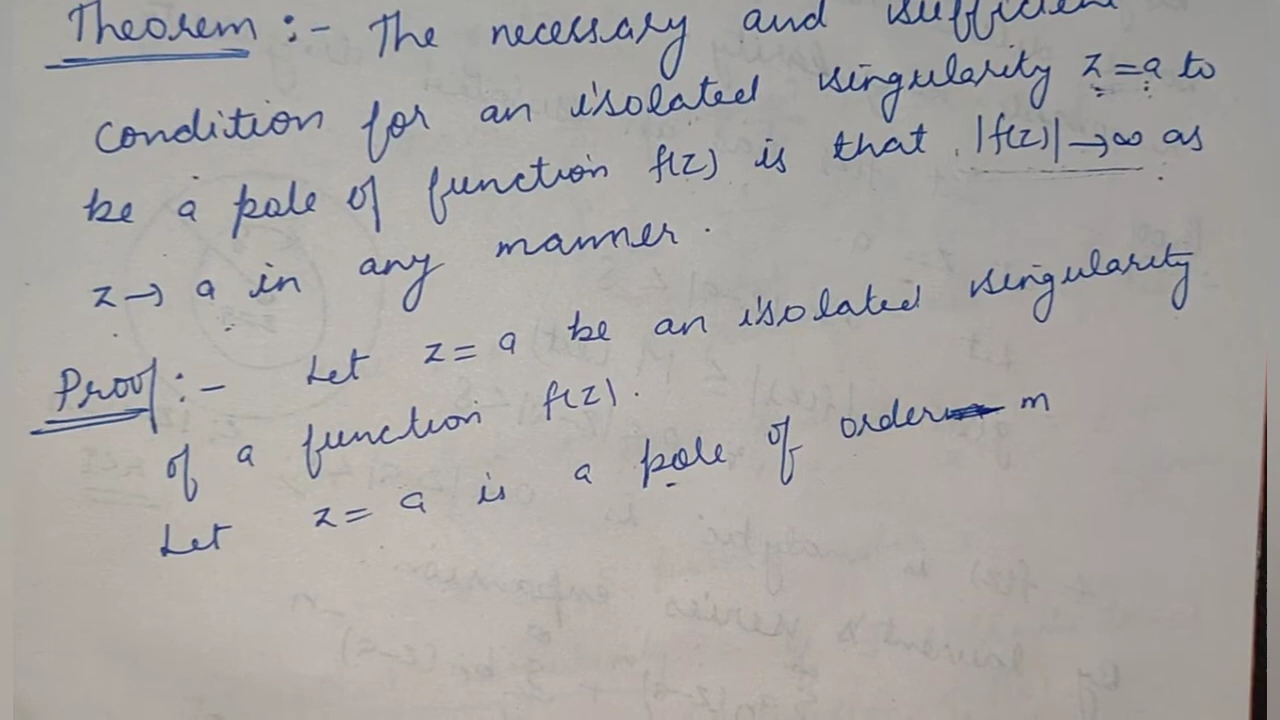 Theorem :- The necessary and sufficient
condition for an isolated singularity z=a to
be a pole of function f(z) is that |f(z)|→∞ as
z→ a in any manner.
Proof :- Let z=a be an isolated singularity
of a function f(z).
Let z= a is a pole of order m